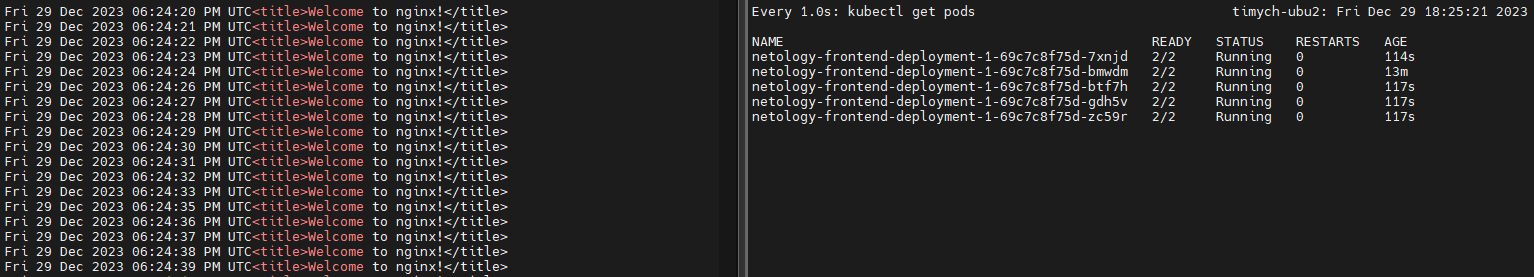 Fri 29 Dec 2023 06:24:20 PM UTC<title>Welcome to nginx!</title>
Fri 29 Dec 2023 06:24:21 PM UTC<title>Welcome to nginx!</title>
Fri 29 Dec 2023 06:24:22 PM UTC<title>Welcome to nginx!</title>
Fri 29 Dec 2023 06:24:23 PM UTC<title>Welcome to nginx!</title>
Fri 29 Dec 2023 06:24:24 PM UTC<title>Welcome to nginx!</title>
Fri 29 Dec 2023 06:24:26 PM UTC<title>Welcome to nginx!</title>
Fri 29 Dec 2023 06:24:27 PM UTC<title>Welcome to nginx!</title>
Fri 29 Dec 2023 06:24:28 PM UTC<title>Welcome to nginx!</title>
Fri 29 Dec 2023 06:24:29 PM UTC<title>Welcome to nginx!</title>
Fri 29 Dec 2023 06:24:30 PM UTC<title>Welcome to nginx!</title>
Fri 29 Dec 2023 06:24:31 PM UTC<title>Welcome to nginx!</title>
Fri 29 Dec 2023 06:24:32 PM UTC<title>Welcome to nginx!</title>
Fri 29 Dec 2023 06:24:33 PM UTC<title>Welcome to nginx!</title>
Fri 29 Dec 2023 06:24:35 PM UTC<title>Welcome to nginx!</title>
Fri 29 Dec 2023 06:24:36 PM UTC<title>Welcome to nginx!</title>
Fri 29 Dec 2023 06:24:37 PM UTC<title>Welcome to nginx!</title>
Fri 29 Dec 2023 06:24:38 PM UTC<title>Welcome to nginx!</title>
Fri 29 Dec 2023 06:24:39 PM UTC<title>Welcome to nginx!</title>
Every 1.0s: kubectl get pods timych-ubu2: Fri Dec 29 18:25:21 2023
NAME READY STATUS RESTARTS AGE
netology-frontend-deployment-1-69c7c8f75d-7xnjd 2/2 Running 0 114s
netology-frontend-deployment-1-69c7c8f75d-bmwdm 2/2 Running 0 13m
netology-frontend-deployment-1-69c7c8f75d-btf7h 2/2 Running 0 117s
netology-frontend-deployment-1-69c7c8f75d-gdh5v 2/2 Running 0 117s
netology-frontend-deployment-1-69c7c8f75d-zc59r 2/2 Running 0 117s